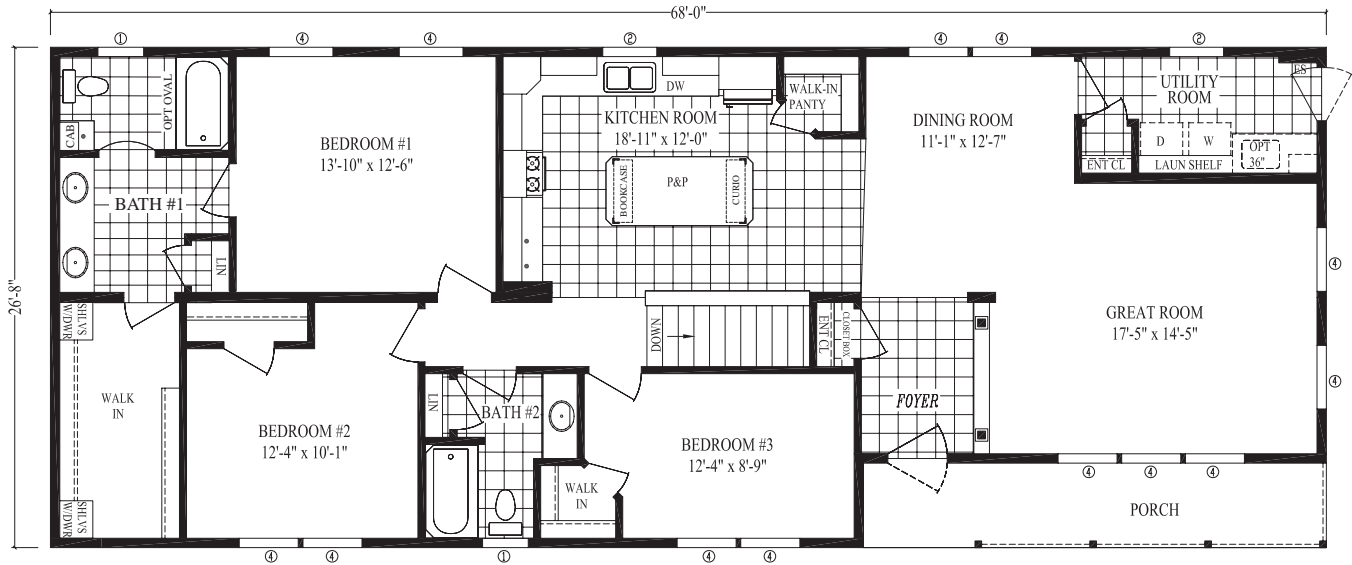 68'-0"
① ④ ④ ② ④ ④ ②
26'-8"
OPT OVAL
CAB
BATH #1
LIN
BEDROOM #1
13'-10" x 12'-6"
DW
KITCHEN ROOM
18'-11" x 12'-0"
BOOKCASE
P&P
CURIO
WALK-IN
PANTY
DINING ROOM
11'-1" x 12'-7"
ES
UTILITY
ROOM
ENT CL
D
W
LAUN SHELF
OPT
36"
④
④
GREAT ROOM
17'-5" x 14'-5"
SHLVS
W/DWR
WALK
IN
SHLVS
W/DWR
BEDROOM #2
12'-4" x 10'-1"
LIN
BATH #2
DOWN
ENT CL
CLOSET BOX
FOYER
BEDROOM #3
12'-4" x 8'-9"
WALK
IN
④ ④ ④
PORCH
④ ④ ① ④ ④